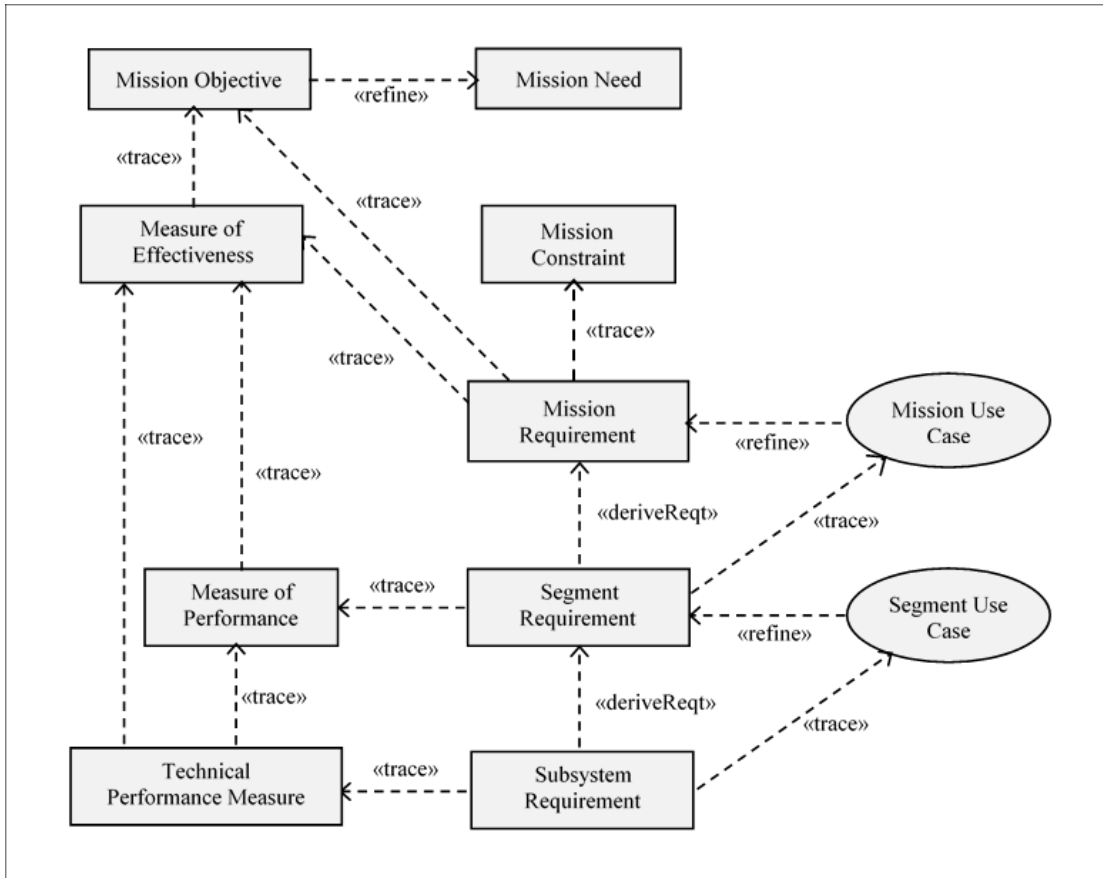 Mission Objective
«refine»
Mission Need
«trace»
«trace»
Measure of
Effectiveness
Mission
Constraint
«trace»
«trace»
Mission
Requirement
«refine»
Mission Use
Case
«trace»
«trace»
«deriveReqt»
«trace»
Measure of
Performance
«trace»
Segment
Requirement
«refine»
Segment Use
Case
«trace»
«deriveReqt»
«trace»
Technical
Performance Measure
«trace»
Subsystem
Requirement